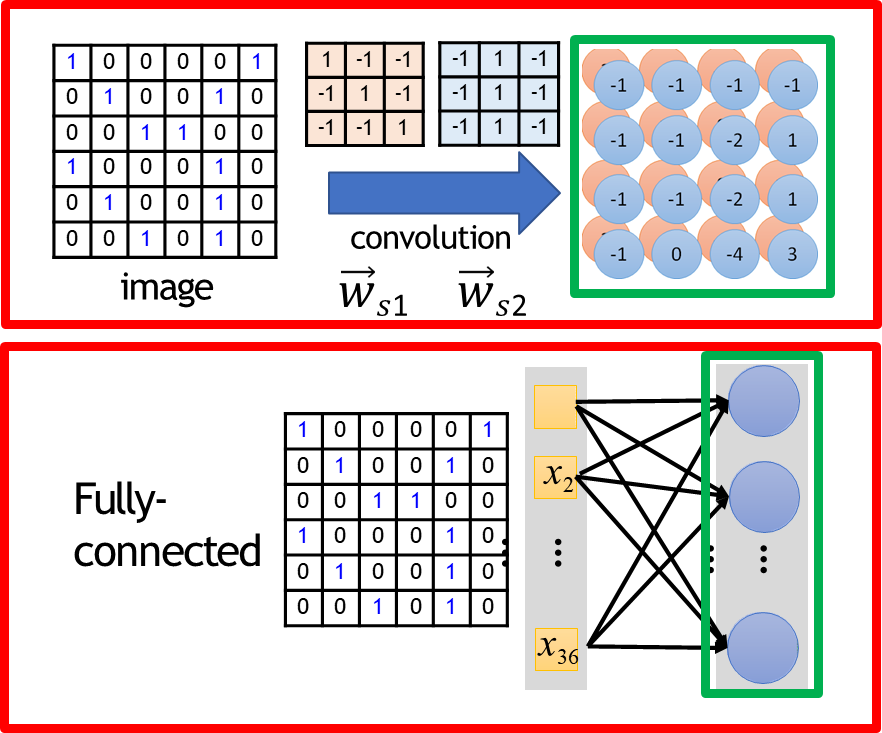 1 0 0 0 0 1
0 1 0 0 1 0
0 0 1 1 0 0
1 0 0 0 1 0
0 1 0 0 1 0
0 0 1 0 1 0
image
1 -1 -1
-1 1 -1
-1 -1 1
-1 1 -1
-1 1 -1
-1 1 -1
convolution
w⃗s1 w⃗s2
-1 -1 -1 -1
-1 -1 -2 1
-1 -1 -2 1
-1 0 -4 3
Fully-
connected
1 0 0 0 0 1
0 1 0 0 1 0
0 0 1 1 0 0
1 0 0 0 1 0
0 1 0 0 1 0
0 0 1 0 1 0
x2
⋮
x36
⋮